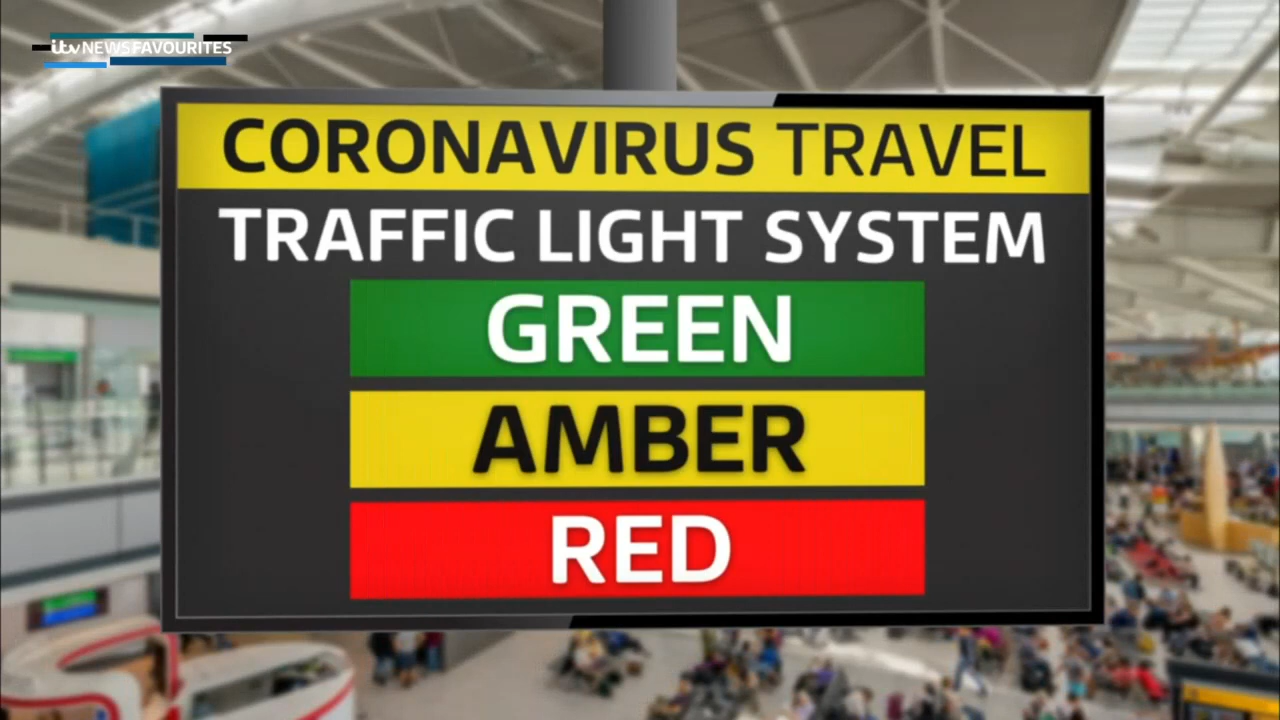 itv NEWS FAVOURITES
CORONAVIRUS TRAVEL
TRAFFIC LIGHT SYSTEM
GREEN
AMBER
RED